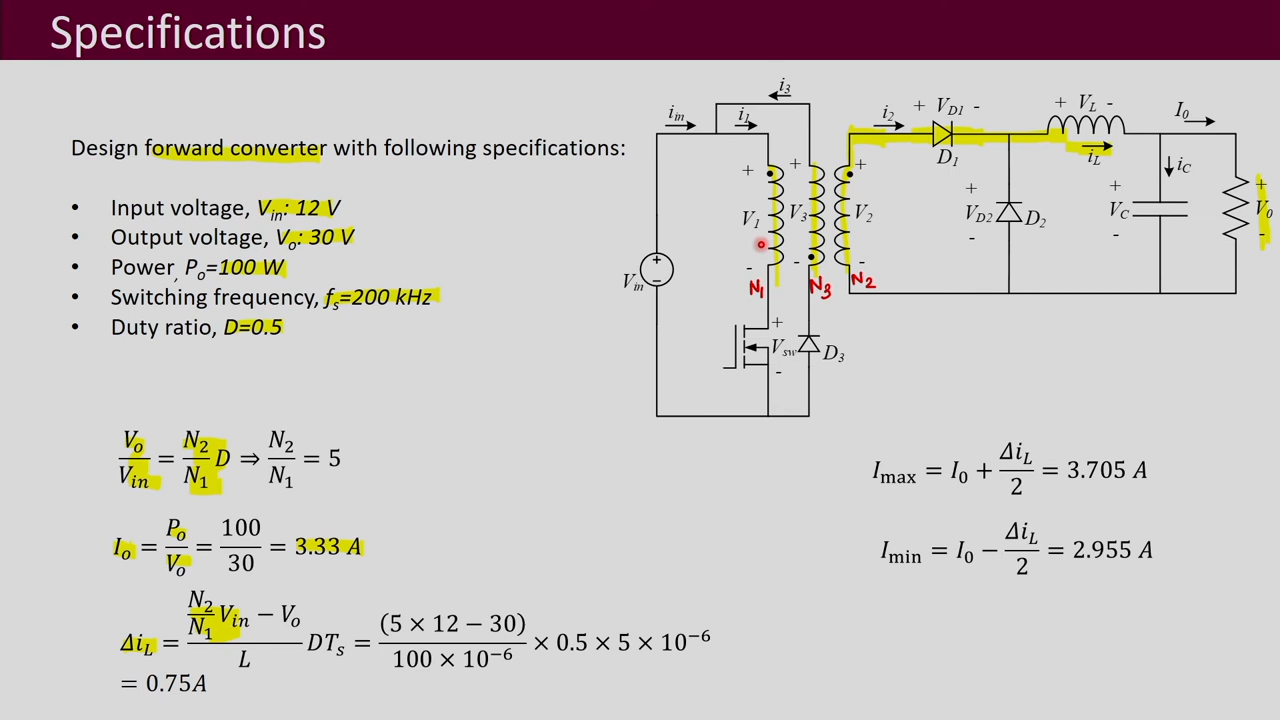 Specifications
Design forward converter with following specifications:
• Input voltage, V_in: 12 V
• Output voltage, V_o: 30 V
• Power, P_o=100 W
• Switching frequency, f_s=200 kHz
• Duty ratio, D=0.5
V_o/V_in = N_2/N_1 D ⇒ N_2/N_1 = 5
I_o = P_o/V_o = 100/30 = 3.33 A
Δi_L = (N_2/N_1 V_in − V_o)/L DT_s = (5 × 12 − 30)/(100 × 10^−6) × 0.5 × 5 × 10^−6
= 0.75A
i_3
i_in
i_1
i_2
+ V_D1 -
D_1
+ V_L -
i_L
I_0
+ V_1 -
+ V_3 -
+ V_2 -
N_1
N_3
N_2
+ V_D2 -
D_2
i_C
+ V_C -
+ V_0 -
V_in
+ −
+ V_sw -
D_3
I_max = I_0 + Δi_L/2 = 3.705 A
I_min = I_0 − Δi_L/2 = 2.955 A